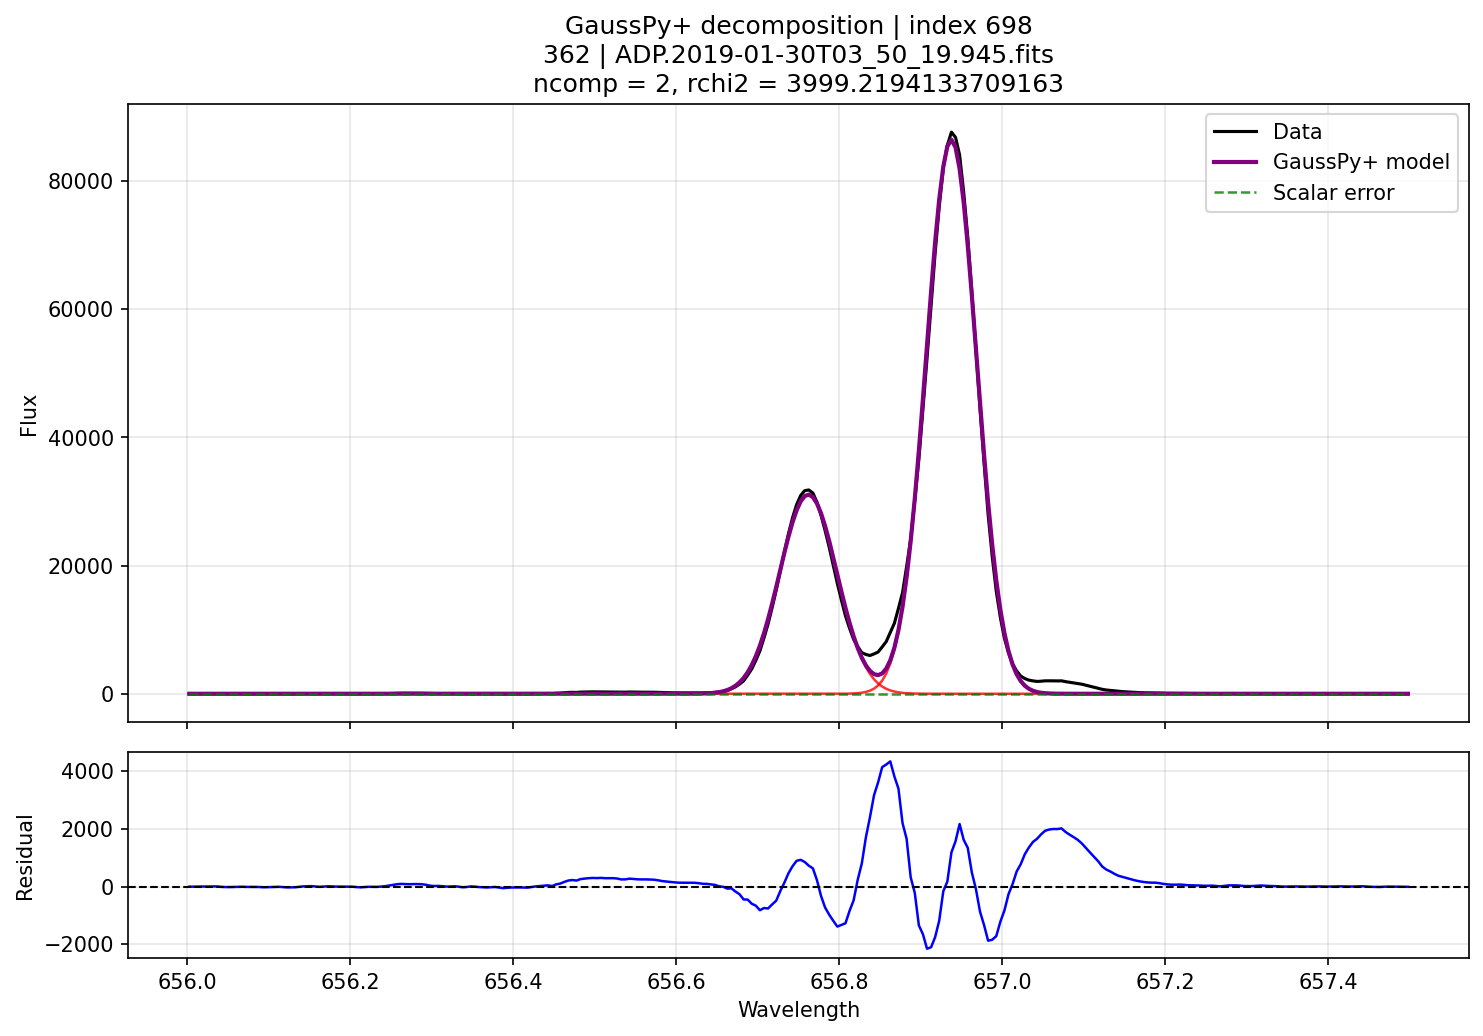 GaussPy+ decomposition | index 698
362 | ADP.2019-01-30T03_50_19.945.fits
ncomp = 2, rchi2 = 3999.2194133709163
Data
GaussPy+ model
Scalar error
80000
60000
40000
20000
0
Flux
4000
2000
0
−2000
Residual
656.0
656.2
656.4
656.6
656.8
657.0
657.2
657.4
Wavelength